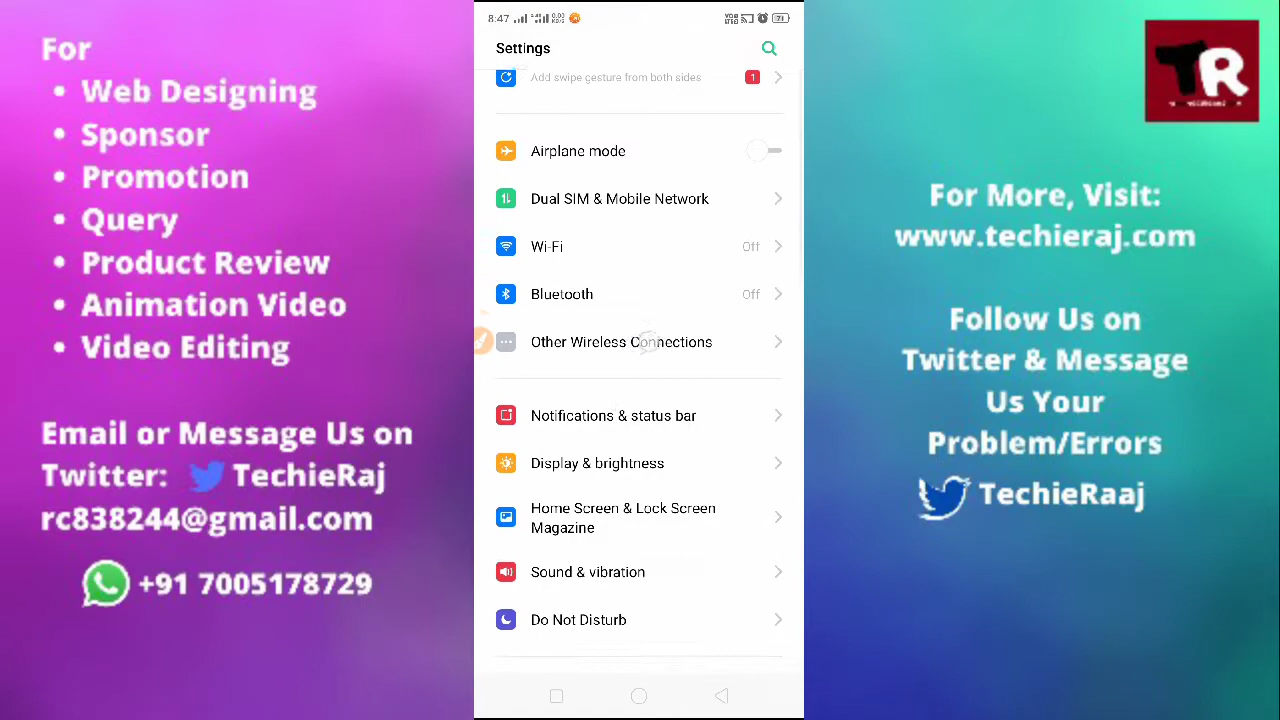 For
• Web Designing
• Sponsor
• Promotion
• Query
• Product Review
• Animation Video
• Video Editing
Email or Message Us on
Twitter: TechieRaj
rc838244@gmail.com
+91 7005178729
8:47
71
Settings
Add swipe gesture from both sides
1
Airplane mode
Dual SIM & Mobile Network
Wi-Fi Off
Bluetooth Off
Other Wireless Connections
Notifications & status bar
Display & brightness
Home Screen & Lock Screen
Magazine
Sound & vibration
Do Not Disturb
TR
For More, Visit:
www.techieraj.com
Follow Us on
Twitter & Message
Us Your
Problem/Errors
TechieRaaj